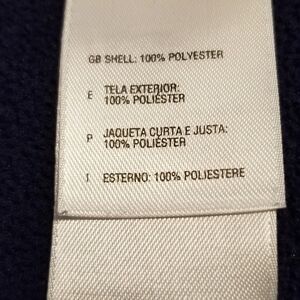 GB SHELL: 100% POLYESTER
E TELA EXTERIOR:
100% POLIÉSTER
P JAQUETA CURTA E JUSTA:
100% POLIÉSTER
I ESTERNO: 100% POLIESTERE